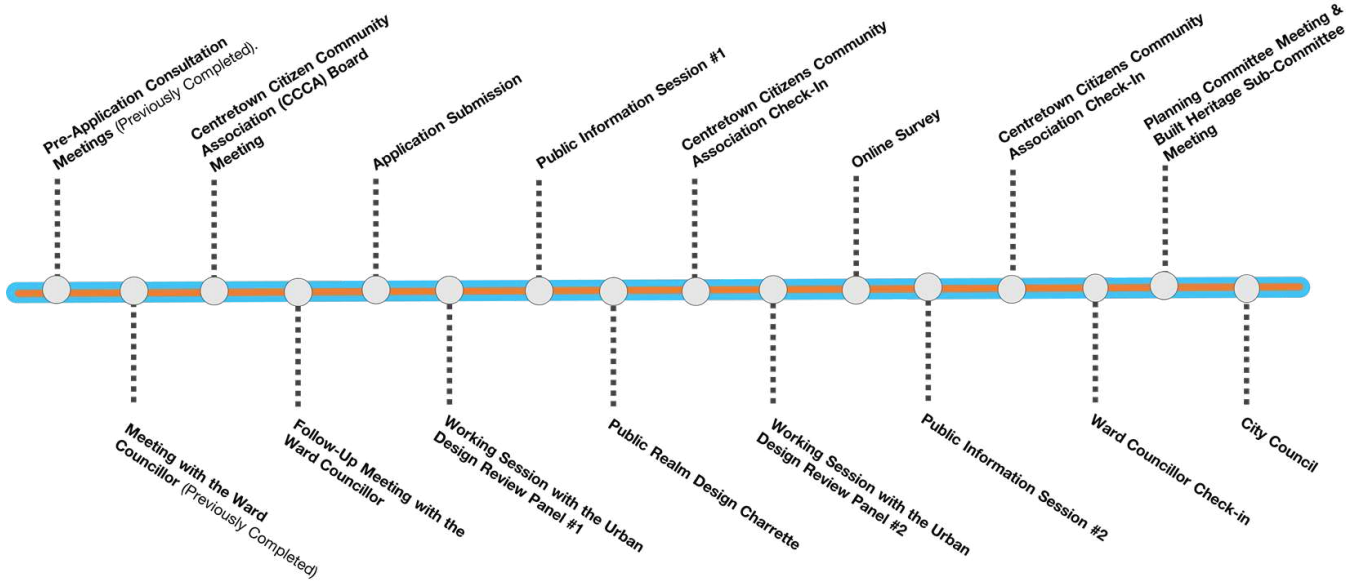 Pre-Application Consultation
Meetings (Previously Completed).
Centretown Citizen Community
Association (CCCA) Board
Meeting
Application Submission
Public Information Session #1
Centretown Citizens Community
Association Check-In
Online Survey
Centretown Citizens Community
Association Check-In
Planning Committee Meeting &
Built Heritage Sub-Committee
Meeting
Meeting with the Ward
Councillor (Previously Completed)
Follow-Up Meeting with the
Ward Councillor
Working Session with the Urban
Design Review Panel #1
Public Realm Design Charrette
Working Session with the Urban
Design Review Panel #2
Public Information Session #2
Ward Councillor Check-in
City Council